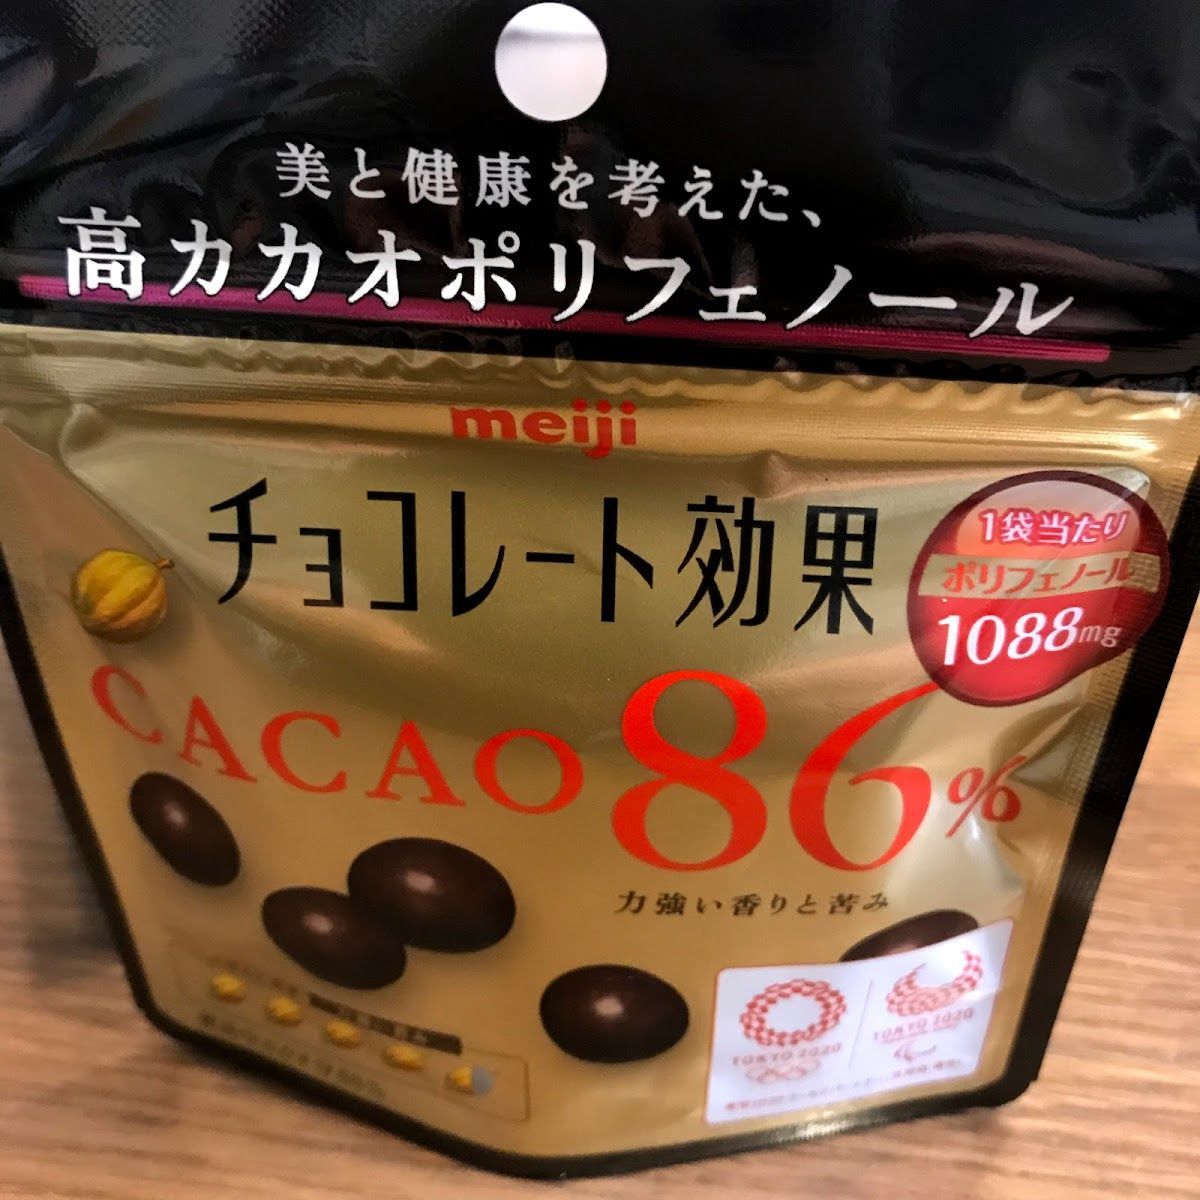 美と健康を考えた、
高カカオポリフェノール
meiji
チョコレート効果
1袋当たり
ポリフェノール
1088mg
CACAO 86%
力強い香りと苦み
TOKYO 2020
TOKYO 2020